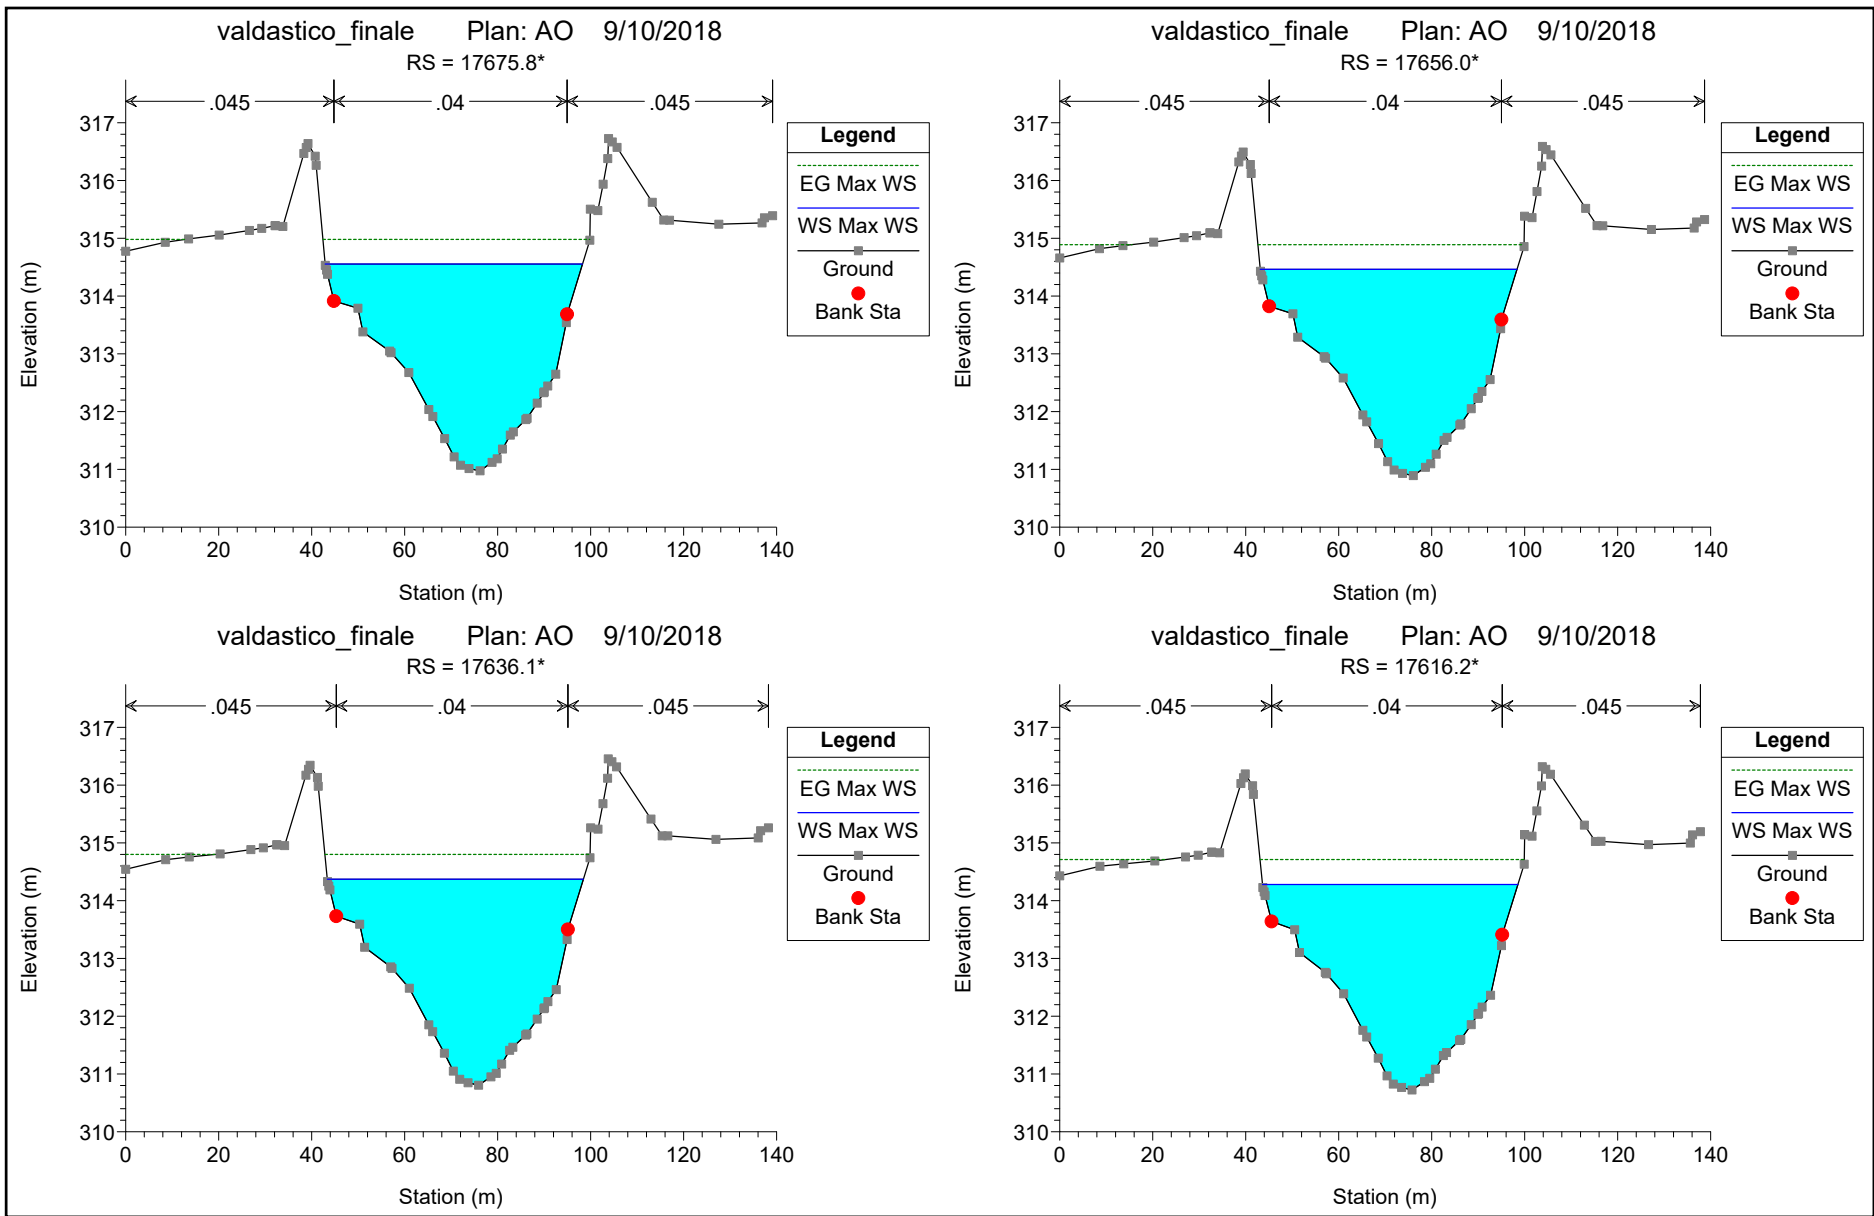 valdastico_finale Plan: AO 9/10/2018
RS = 17675.8*
.045 .04 .045
317
316
315
314
313
312
311
310
Elevation (m)
0 20 40 60 80 100 120 140
Station (m)
Legend
EG Max WS
WS Max WS
Ground
Bank Sta
valdastico_finale Plan: AO 9/10/2018
RS = 17656.0*
.045 .04 .045
317
316
315
314
313
312
311
310
Elevation (m)
0 20 40 60 80 100 120 140
Station (m)
Legend
EG Max WS
WS Max WS
Ground
Bank Sta
valdastico_finale Plan: AO 9/10/2018
RS = 17636.1*
.045 .04 .045
317
316
315
314
313
312
311
310
Elevation (m)
0 20 40 60 80 100 120 140
Station (m)
Legend
EG Max WS
WS Max WS
Ground
Bank Sta
valdastico_finale Plan: AO 9/10/2018
RS = 17616.2*
.045 .04 .045
317
316
315
314
313
312
311
310
Elevation (m)
0 20 40 60 80 100 120 140
Station (m)
Legend
EG Max WS
WS Max WS
Ground
Bank Sta